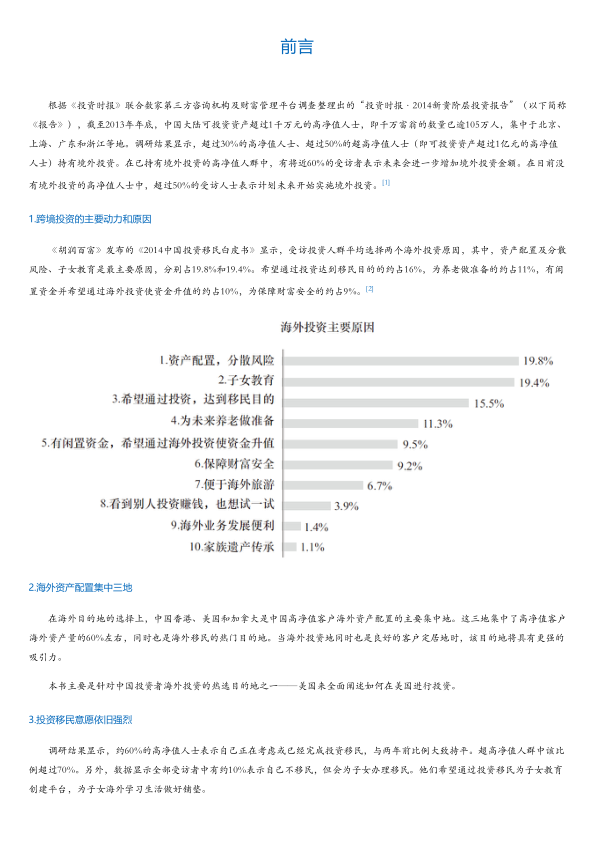 前言
根据《投资时报》联合数家第三方咨询机构及财富管理平台调查整理出的“投资时报·2014新贵阶层投资报告”（以下简称
《报告》），截至2013年年底，中国大陆可投资资产超过1千万元的高净值人士，即千万富翁的数量已逾105万人，集中于北京、
上海、广东和浙江等地。调研结果显示，超过30%的高净值人士、超过50%的超高净值人士（即可投资资产超过1亿元的高净值
人士）持有境外投资。在已持有境外投资的高净值人群中，有将近60%的受访者表示未来会进一步增加境外投资金额。在目前没
有境外投资的高净值人士中，超过50%的受访人士表示计划未来开始实施境外投资。[1]
1.跨境投资的主要动力和原因
《胡润百富》发布的《2014中国投资移民白皮书》显示，受访投资人群平均选择两个海外投资原因，其中，资产配置及分散
风险、子女教育是最主要原因，分别占19.8%和19.4%。希望通过投资达到移民目的的约占16%，为养老做准备的约占11%，有闲
置资金并希望通过海外投资使资金升值的约占10%，为保障财富安全的约占9%。[2]
海外投资主要原因
1.资产配置，分散风险 19.8%
2.子女教育 19.4%
3.希望通过投资，达到移民目的 15.5%
4.为未来养老做准备 11.3%
5.有闲置资金，希望通过海外投资使资金升值 9.5%
6.保障财富安全 9.2%
7.便于海外旅游 6.7%
8.看到别人投资赚钱，也想试一试 3.9%
9.海外业务发展便利 1.4%
10.家族遗产传承 1.1%
2.海外资产配置集中三地
在海外目的地的选择上，中国香港、美国和加拿大是中国高净值客户海外资产配置的主要集中地。这三地集中了高净值客户
海外资产量的60%左右，同时也是海外移民的热门目的地。当海外投资地同时也是良好的客户定居地时，该目的地将具有更强的
吸引力。
本书主要是针对中国投资者海外投资的热选目的地之一——美国来全面阐述如何在美国进行投资。
3.投资移民意愿依旧强烈
调研结果显示，约60%的高净值人士表示自己正在考虑或已经完成投资移民，与两年前比例大致持平。超高净值人群中该比
例超过70%。另外，数据显示全部受访者中有约10%表示自己不移民，但会为子女办理移民。他们希望通过投资移民为子女教育
创建平台，为子女海外学习生活做好铺垫。